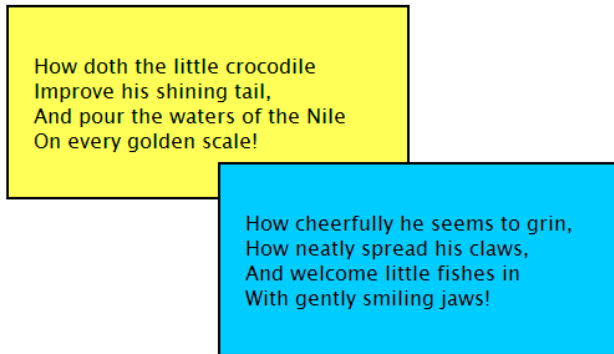 How doth the little crocodile
Improve his shining tail,
And pour the waters of the Nile
On every golden scale!
How cheerfully he seems to grin,
How neatly spread his claws,
And welcome little fishes in
With gently smiling jaws!